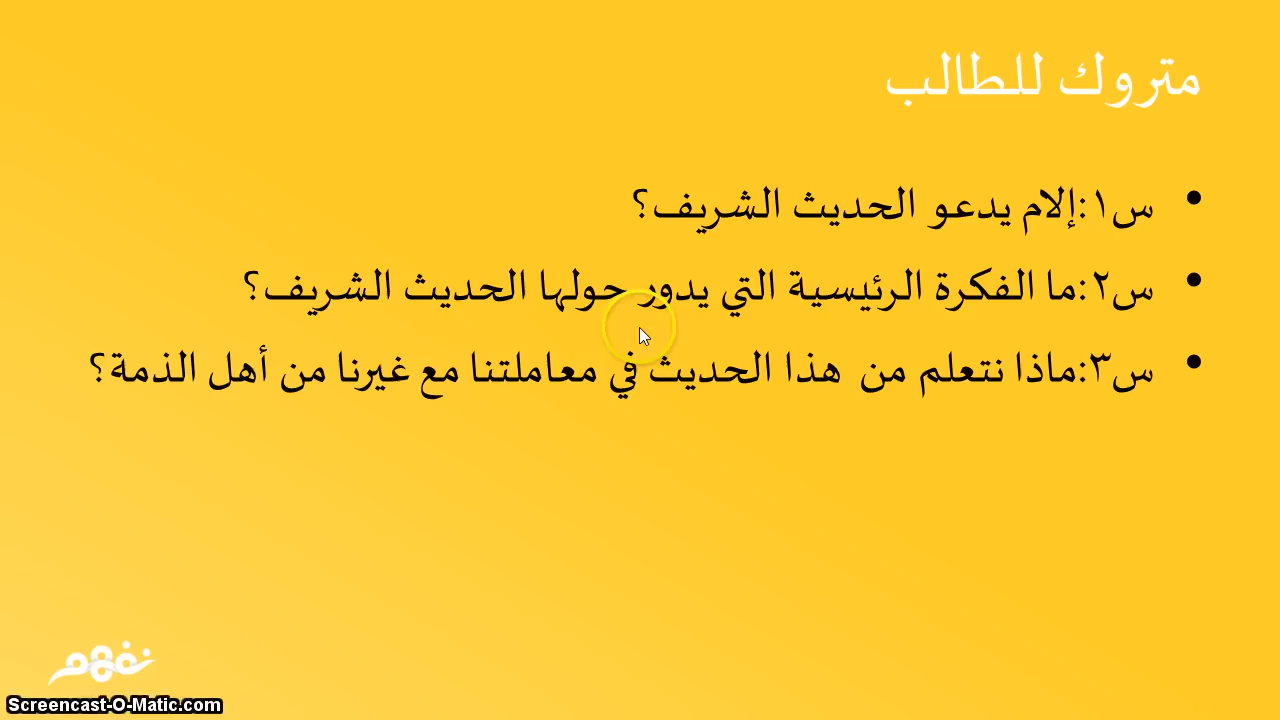 متروك للطالب
• س١:إلام يدعو الحديث الشريف؟
• س٢:ما الفكرة الرئيسية التي يدور حولها الحديث الشريف؟
• س٣:ماذا نتعلم من هذا الحديث في معاملتنا مع غيرنا من أهل الذمة؟
نفهم
Screencast-O-Matic.com